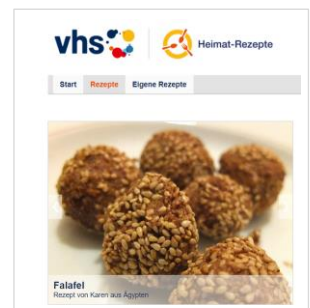 vhs
Heimat-Rezepte
Start Rezepte Eigene Rezepte
Falafel
Rezept von Karen aus Ägypten